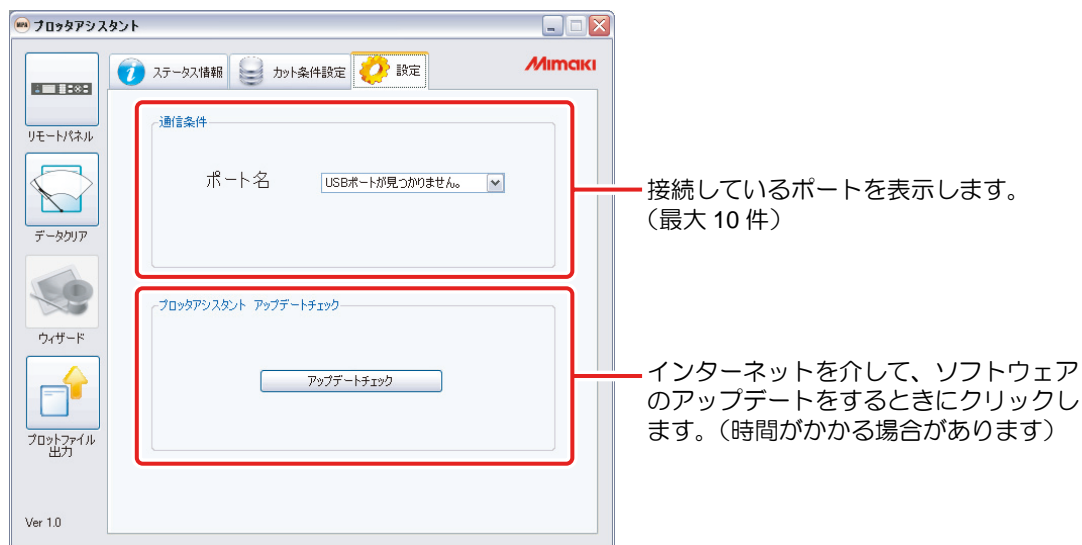 MPA プロッタアシスタント
ステータス情報
カット条件設定
設定
Mimaki
リモートパネル
データクリア
ウィザード
プロットファイル
出力
Ver 1.0
通信条件
ポート名
USBポートが見つかりません。
プロッタアシスタント アップデートチェック
アップデートチェック
接続しているポートを表示します。
（最大 10 件）
インターネットを介して、ソフトウェア
のアップデートをするときにクリックし
ます。（時間がかかる場合があります）